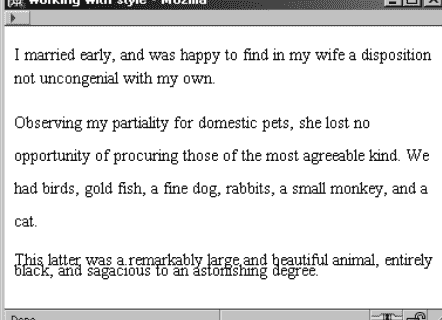 Working with style - Mozilla
I married early, and was happy to find in my wife a disposition
not uncongenial with my own.
Observing my partiality for domestic pets, she lost no
opportunity of procuring those of the most agreeable kind. We
had birds, gold fish, a fine dog, rabbits, a small monkey, and a
cat.
This latter was a remarkably large and beautiful animal, entirely
black, and sagacious to an astonishing degree.
Done